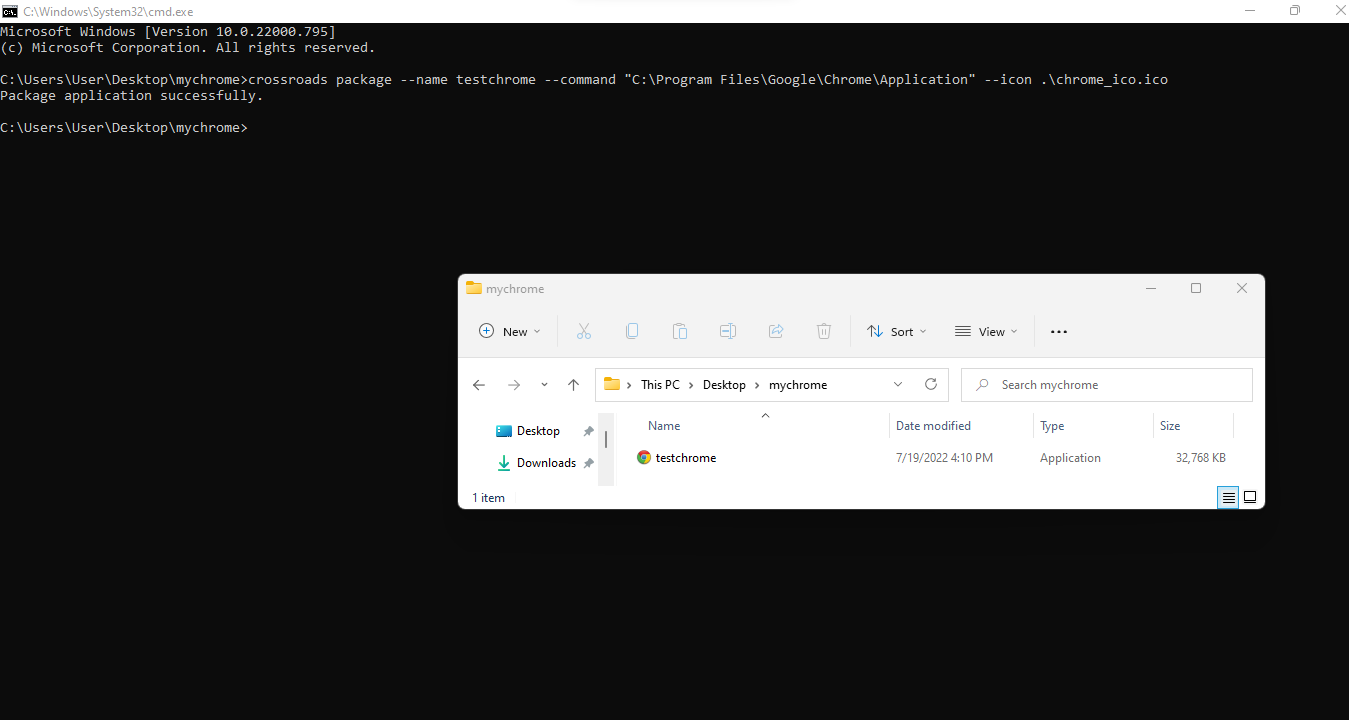 C:\Windows\System32\cmd.exe
Microsoft Windows [Version 10.0.22000.795]
(c) Microsoft Corporation. All rights reserved.
C:\Users\User\Desktop\mychrome>crossroads package --name testchrome --command "C:\Program Files\Google\Chrome\Application" --icon .\chrome_ico.ico
Package application successfully.
C:\Users\User\Desktop\mychrome>
mychrome
New Sort View
This PC Desktop mychrome Search mychrome
Name Date modified Type Size
Desktop
testchrome 7/19/2022 4:10 PM Application 32,768 KB
Downloads
1 item